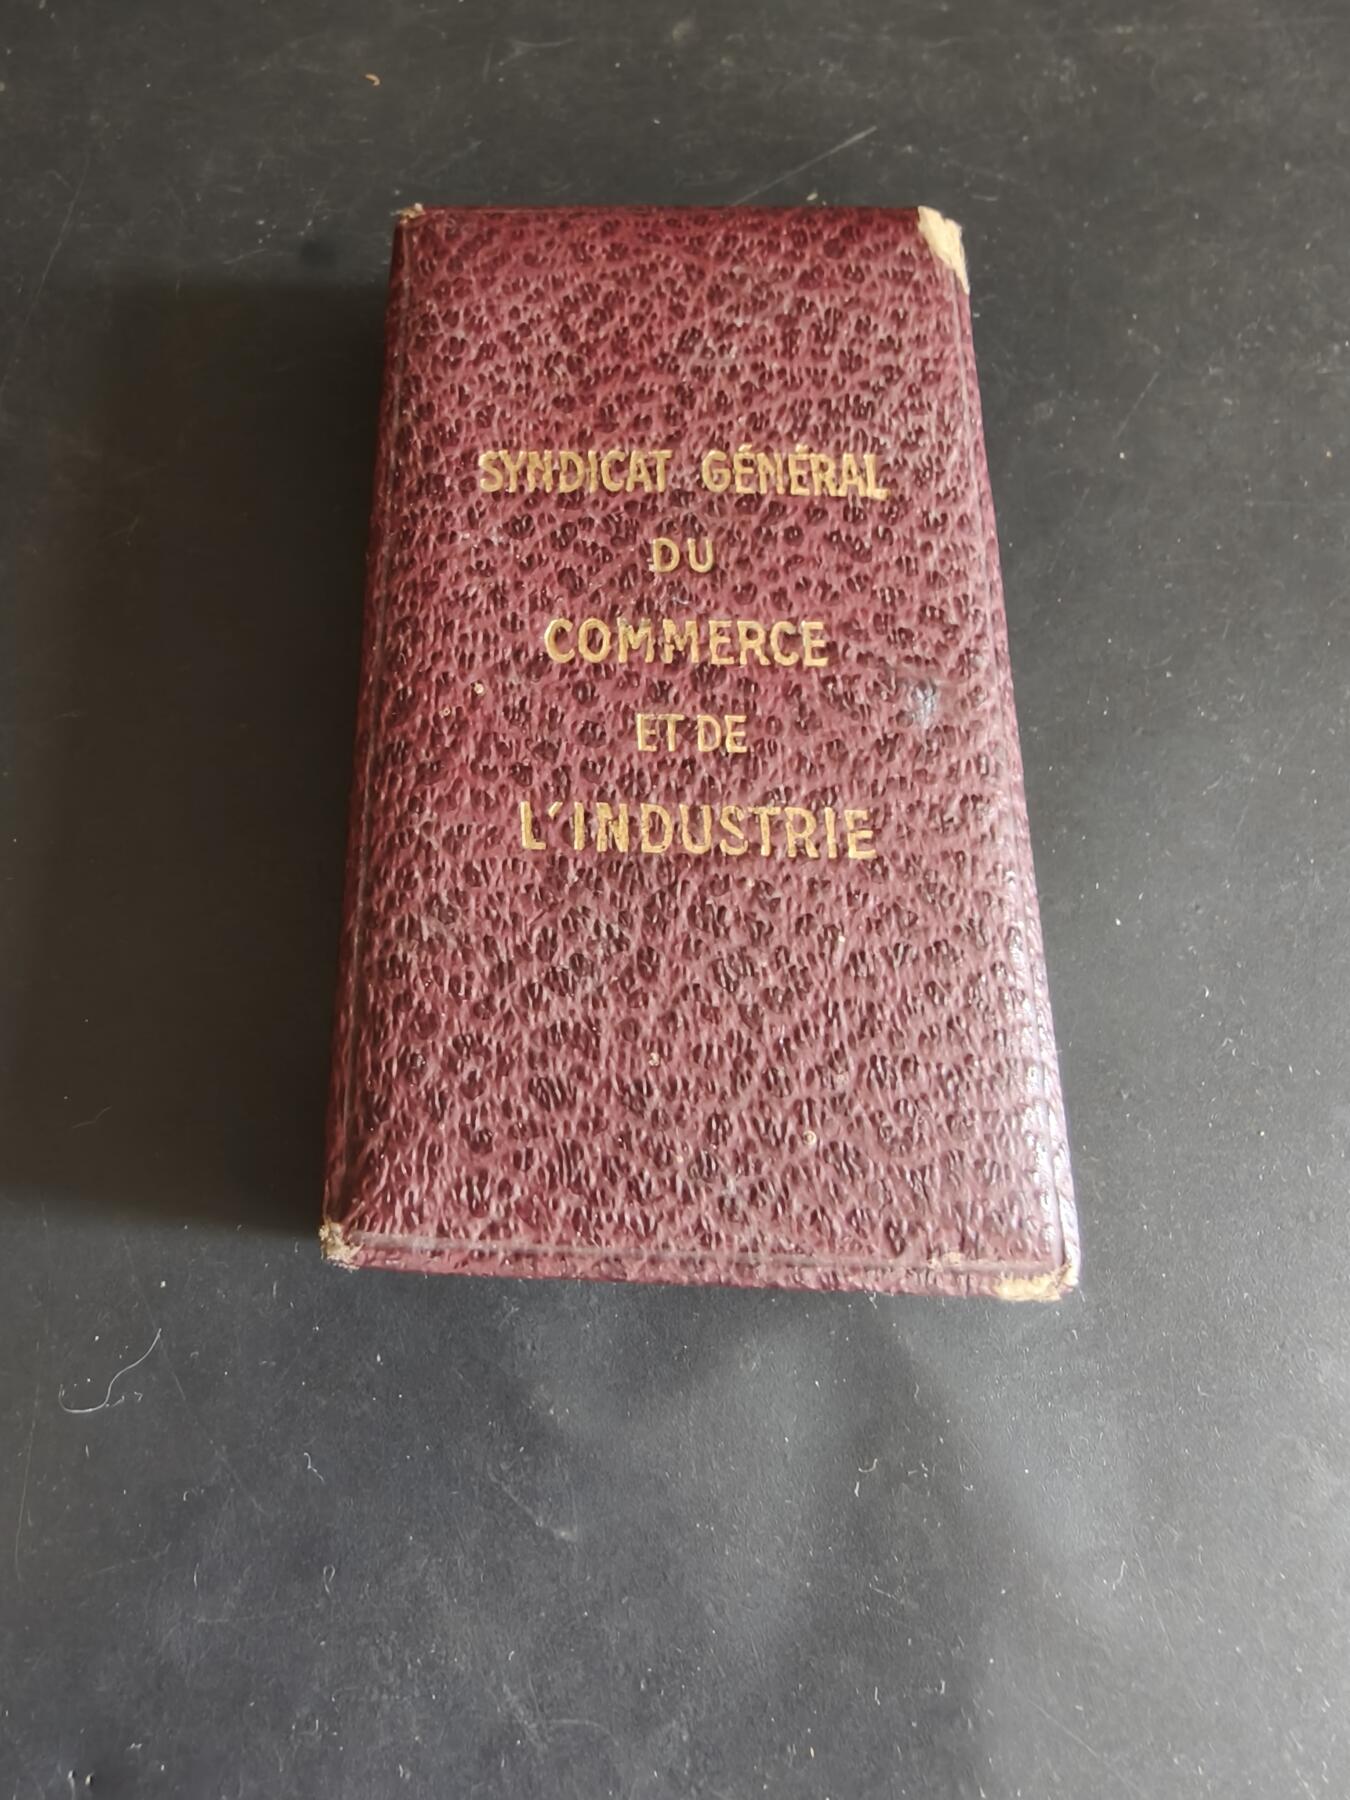 SYNDICAT GÉNÉRAL
DU
COMMERCE
ET DE
L'INDUSTRIE